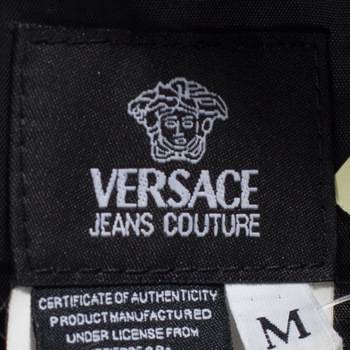 VERSACE
JEANS COUTURE
CERTIFICATE OF AUTHENTICITY
PRODUCT MANUFACTURED
UNDER LICENSE FROM
M